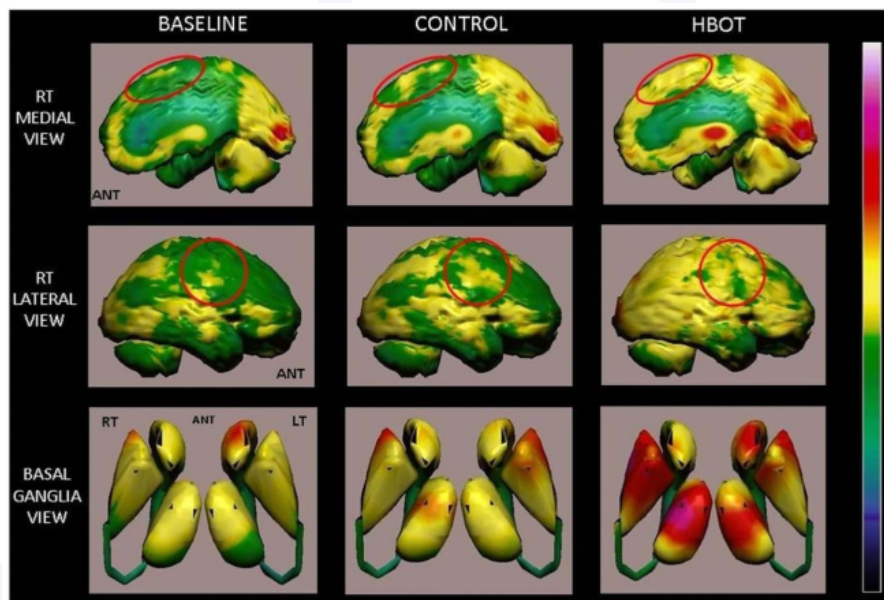 BASELINE CONTROL HBOT
RT
MEDIAL
VIEW
ANT
RT
LATERAL
VIEW
ANT
RT ANT LT
BASAL
GANGLIA
VIEW